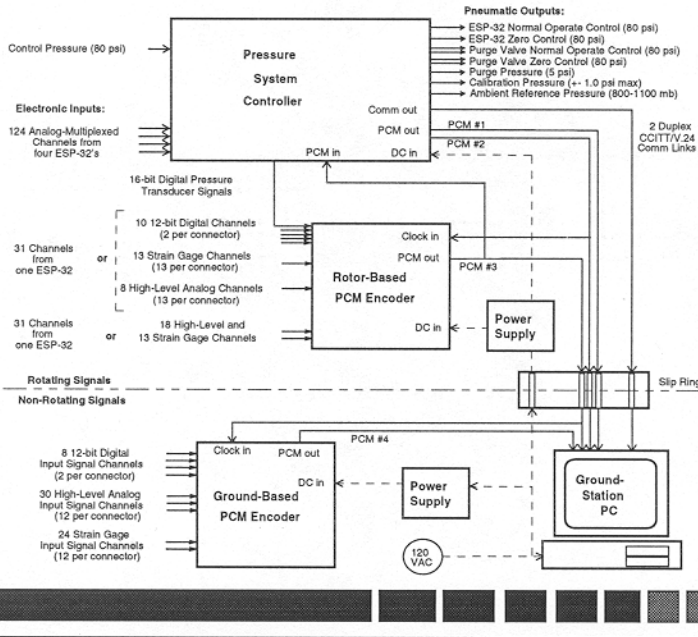 Pneumatic Outputs:
ESP-32 Normal Operate Control (80 psi)
ESP-32 Zero Control (80 psi)
Purge Valve Normal Operate Control (80 psi)
Purge Valve Zero Control (80 psi)
Purge Pressure (5 psi)
Calibration Pressure (+- 1.0 psi max)
Ambient Reference Pressure (800-1100 mb)
Control Pressure (80 psi)
Pressure
System
Controller
Comm out
PCM out
PCM in
DC in
Electronic Inputs:
124 Analog-Multiplexed
Channels from
four ESP-32's
PCM #1
PCM #2
2 Duplex
CCITT/V.24
Comm Links
16-bit Digital Pressure
Transducer Signals
31 Channels
from
one ESP-32
or
10 12-bit Digital Channels
(2 per connector)
13 Strain Gage Channels
(13 per connector)
8 High-Level Analog Channels
(13 per connector)
Clock in
PCM out
PCM #3
Rotor-Based
PCM Encoder
DC in
Power
Supply
31 Channels
from
one ESP-32
or
18 High-Level and
13 Strain Gage Channels
Rotating Signals
Non-Rotating Signals
Slip Ring
8 12-bit Digital
Input Signal Channels
(2 per connector)
30 High-Level Analog
Input Signal Channels
(12 per connector)
24 Strain Gage
Input Signal Channels
(12 per connector)
Clock in
PCM out
PCM #4
DC in
Ground-Based
PCM Encoder
Power
Supply
120
VAC
Ground-
Station
PC